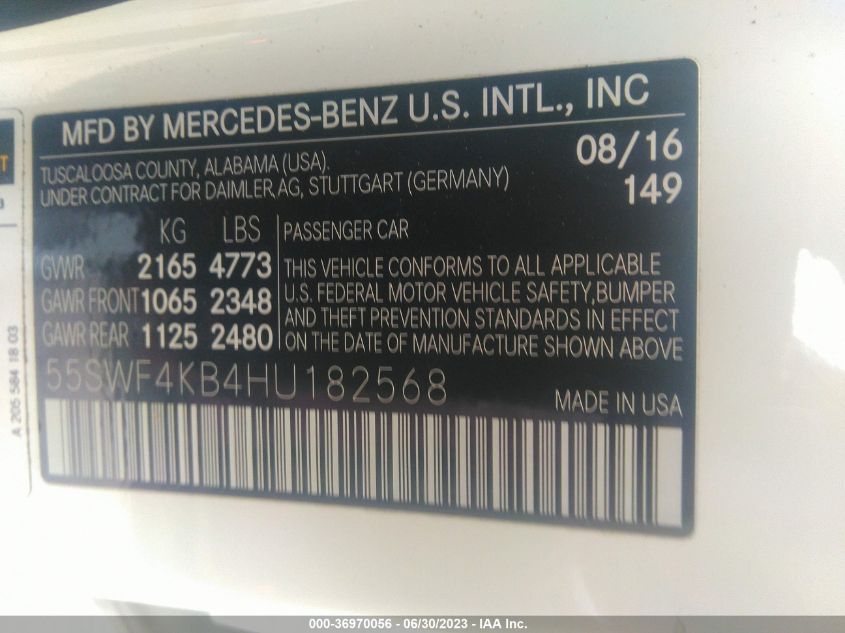 MFD BY MERCEDES-BENZ U.S. INTL., INC
TUSCALOOSA COUNTY, ALABAMA (USA).
UNDER CONTRACT FOR DAIMLER AG, STUTTGART (GERMANY)
08/16
149
KG LBS
GVWR 2165 4773
GAWR FRONT 1065 2348
GAWR REAR 1125 2480
PASSENGER CAR
THIS VEHICLE CONFORMS TO ALL APPLICABLE
U.S. FEDERAL MOTOR VEHICLE SAFETY, BUMPER
AND THEFT PREVENTION STANDARDS IN EFFECT
ON THE DATE OF MANUFACTURE SHOWN ABOVE
55SWF4KB4HU182568
MADE IN USA
A 205 584 18 03
000-36970056 - 06/30/2023 - IAA Inc.